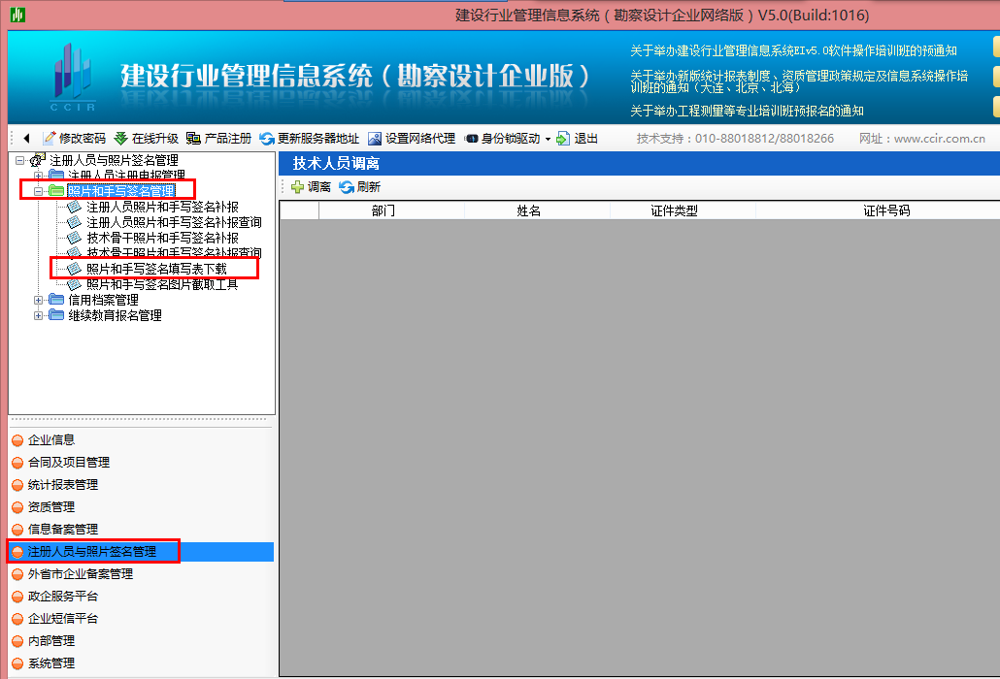 建设行业管理信息系统（勘察设计企业网络版）V5.0(Build:1016)
建设行业管理信息系统（勘察设计企业版）
CCIR
关于举办建设行业管理信息系统EIv5.0软件操作培训班的预通知
关于举办新版统计报表制度、资质管理政策规定及信息系统操作培
训班的通知（大连、北京、北海）
关于举办工程测量等专业培训班预报名的通知
修改密码 在线升级 产品注册 更新服务器地址 设置网络代理 身份锁驱动 退出 技术支持：010-88018812/88018266 网址：www.ccir.com.cn
注册人员与照片签名管理
注册人员注册申报管理
照片和手写签名管理
注册人员照片和手写签名补报
注册人员照片和手写签名补报查询
技术骨干照片和手写签名补报
技术骨干照片和手写签名补报查询
照片和手写签名填写表下载
照片和手写签名图片截取工具
信用档案管理
继续教育报名管理
技术人员调离
调离 刷新
部门 姓名 证件类型 证件号码
企业信息
合同及项目管理
统计报表管理
资质管理
信息备案管理
注册人员与照片签名管理
外省市企业备案管理
政企服务平台
企业短信平台
内部管理
系统管理